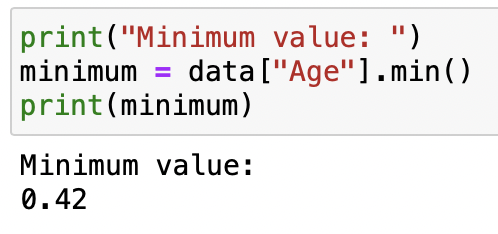 print("Minimum value: ")
minimum = data["Age"].min()
print(minimum)
Minimum value:
0.42